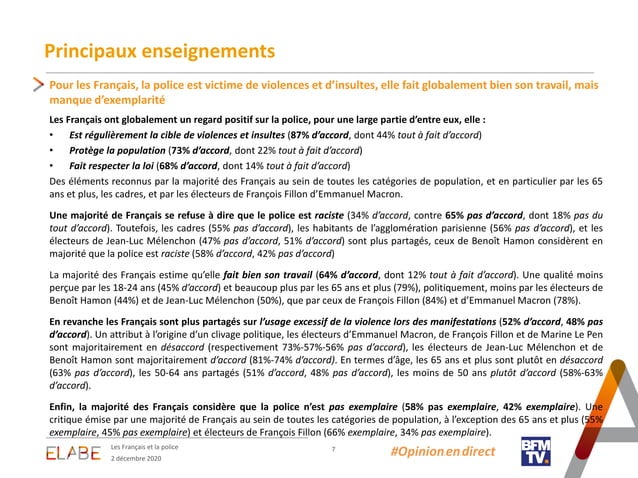 Principaux enseignements
Pour les Français, la police est victime de violences et d’insultes, elle fait globalement bien son travail, mais
manque d’exemplarité
Les Français ont globalement un regard positif sur la police, pour une large partie d’entre eux, elle :
• Est régulièrement la cible de violences et insultes (87% d’accord, dont 44% tout à fait d’accord)
• Protège la population (73% d’accord, dont 22% tout à fait d’accord)
• Fait respecter la loi (68% d’accord, dont 14% tout à fait d’accord)
Des éléments reconnus par la majorité des Français au sein de toutes les catégories de population, et en particulier par les 65
ans et plus, les cadres, et par les électeurs de François Fillon d’Emmanuel Macron.
Une majorité de Français se refuse à dire que le police est raciste (34% d’accord, contre 65% pas d’accord, dont 18% pas du
tout d’accord). Toutefois, les cadres (55% pas d’accord), les habitants de l’agglomération parisienne (56% pas d’accord), et les
électeurs de Jean-Luc Mélenchon (47% pas d’accord, 51% d’accord) sont plus partagés, ceux de Benoît Hamon considèrent en
majorité que la police est raciste (58% d’accord, 42% pas d’accord)
La majorité des Français estime qu’elle fait bien son travail (64% d’accord, dont 12% tout à fait d’accord). Une qualité moins
perçue par les 18-24 ans (45% d’accord) et beaucoup plus par les 65 ans et plus (79%), politiquement, moins par les électeurs de
Benoît Hamon (44%) et de Jean-Luc Mélenchon (50%), que par ceux de François Fillon (84%) et d’Emmanuel Macron (78%).
En revanche les Français sont plus partagés sur l’usage excessif de la violence lors des manifestations (52% d’accord, 48% pas
d’accord). Un attribut à l’origine d’un clivage politique, les électeurs d’Emmanuel Macron, de François Fillon et de Marine Le Pen
sont majoritairement en désaccord (respectivement 73%-57%-56% pas d’accord), les électeurs de Jean-Luc Mélenchon et de
Benoît Hamon sont majoritairement d’accord (81%-74% d’accord). En termes d’âge, les 65 ans et plus sont plutôt en désaccord
(63% pas d’accord), les 50-64 ans partagés (51% d’accord, 48% pas d’accord), les moins de 50 ans plutôt d’accord (58%-63%
d’accord).
Enfin, la majorité des Français considère que la police n’est pas exemplaire (58% pas exemplaire, 42% exemplaire). Une
critique émise par une majorité de Français au sein de toutes les catégories de population, à l’exception des 65 ans et plus (55%
exemplaire, 45% pas exemplaire) et électeurs de François Fillon (66% exemplaire, 34% pas exemplaire).
ELABE
Les Français et la police
2 décembre 2020
7
#Opinion en direct
BFM
TV.